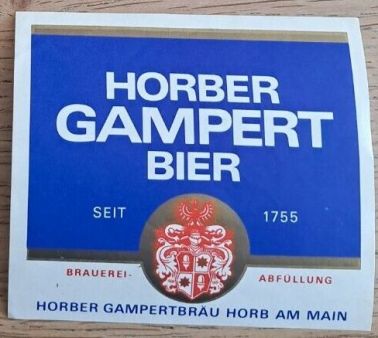 HORBER
GAMPERT
BIER
SEIT 1755
BRAUEREI- ABFÜLLUNG
HORBER GAMPERTBRÄU HORB AM MAIN